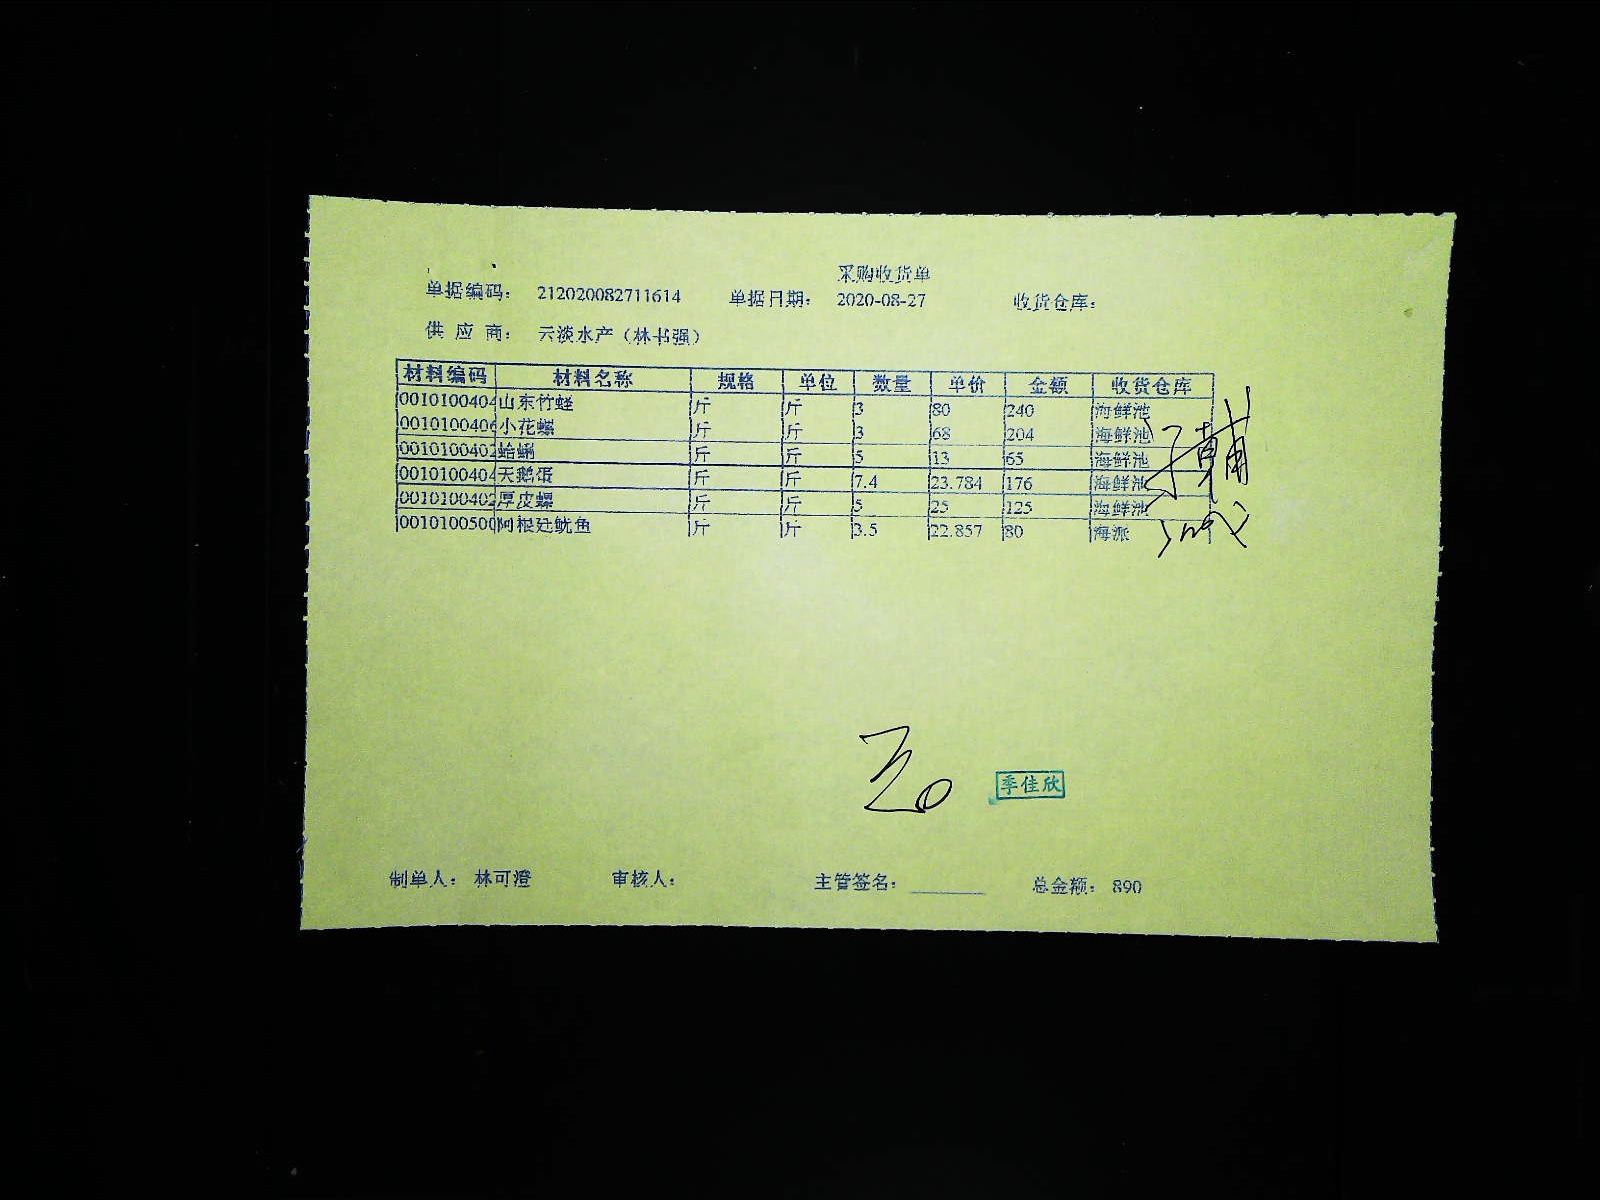 采购收货单
单据编码： 212020082711614 单据日期： 2020-08-27 收货仓库：
供 应 商： 云淡水产（林书强）
材料编码 材料名称 规格 单位 数量 单价 金额 收货仓库
0010100404 山东竹蛏 斤 斤 3 80 240 海鲜池
0010100406 小花螺 斤 斤 3 68 204 海鲜池
0010100402 蛤蜊 斤 斤 5 13 65 海鲜池
0010100404 天鹅蛋 斤 斤 7.4 23.784 176 海鲜池
0010100402 厚皮螺 斤 斤 5 25 125 海鲜池
0010100500 阿根廷鱿鱼 斤 斤 3.5 22.857 80 海派
季佳欣
制单人： 林可澄 审核人： 主管签名： 总金额： 890